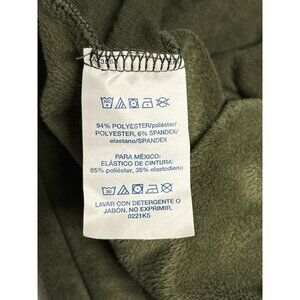 94% POLYESTER/poliéster/
POLYESTER, 6% SPANDEX/
elastano/SPANDEX
PARA MÉXICO:
ELÁSTICO DE CINTURA:
65% poliéster, 35% elastodieno
30
LAVAR CON DETERGENTE O
JABÓN, NO EXPRIMIR.
0221K5